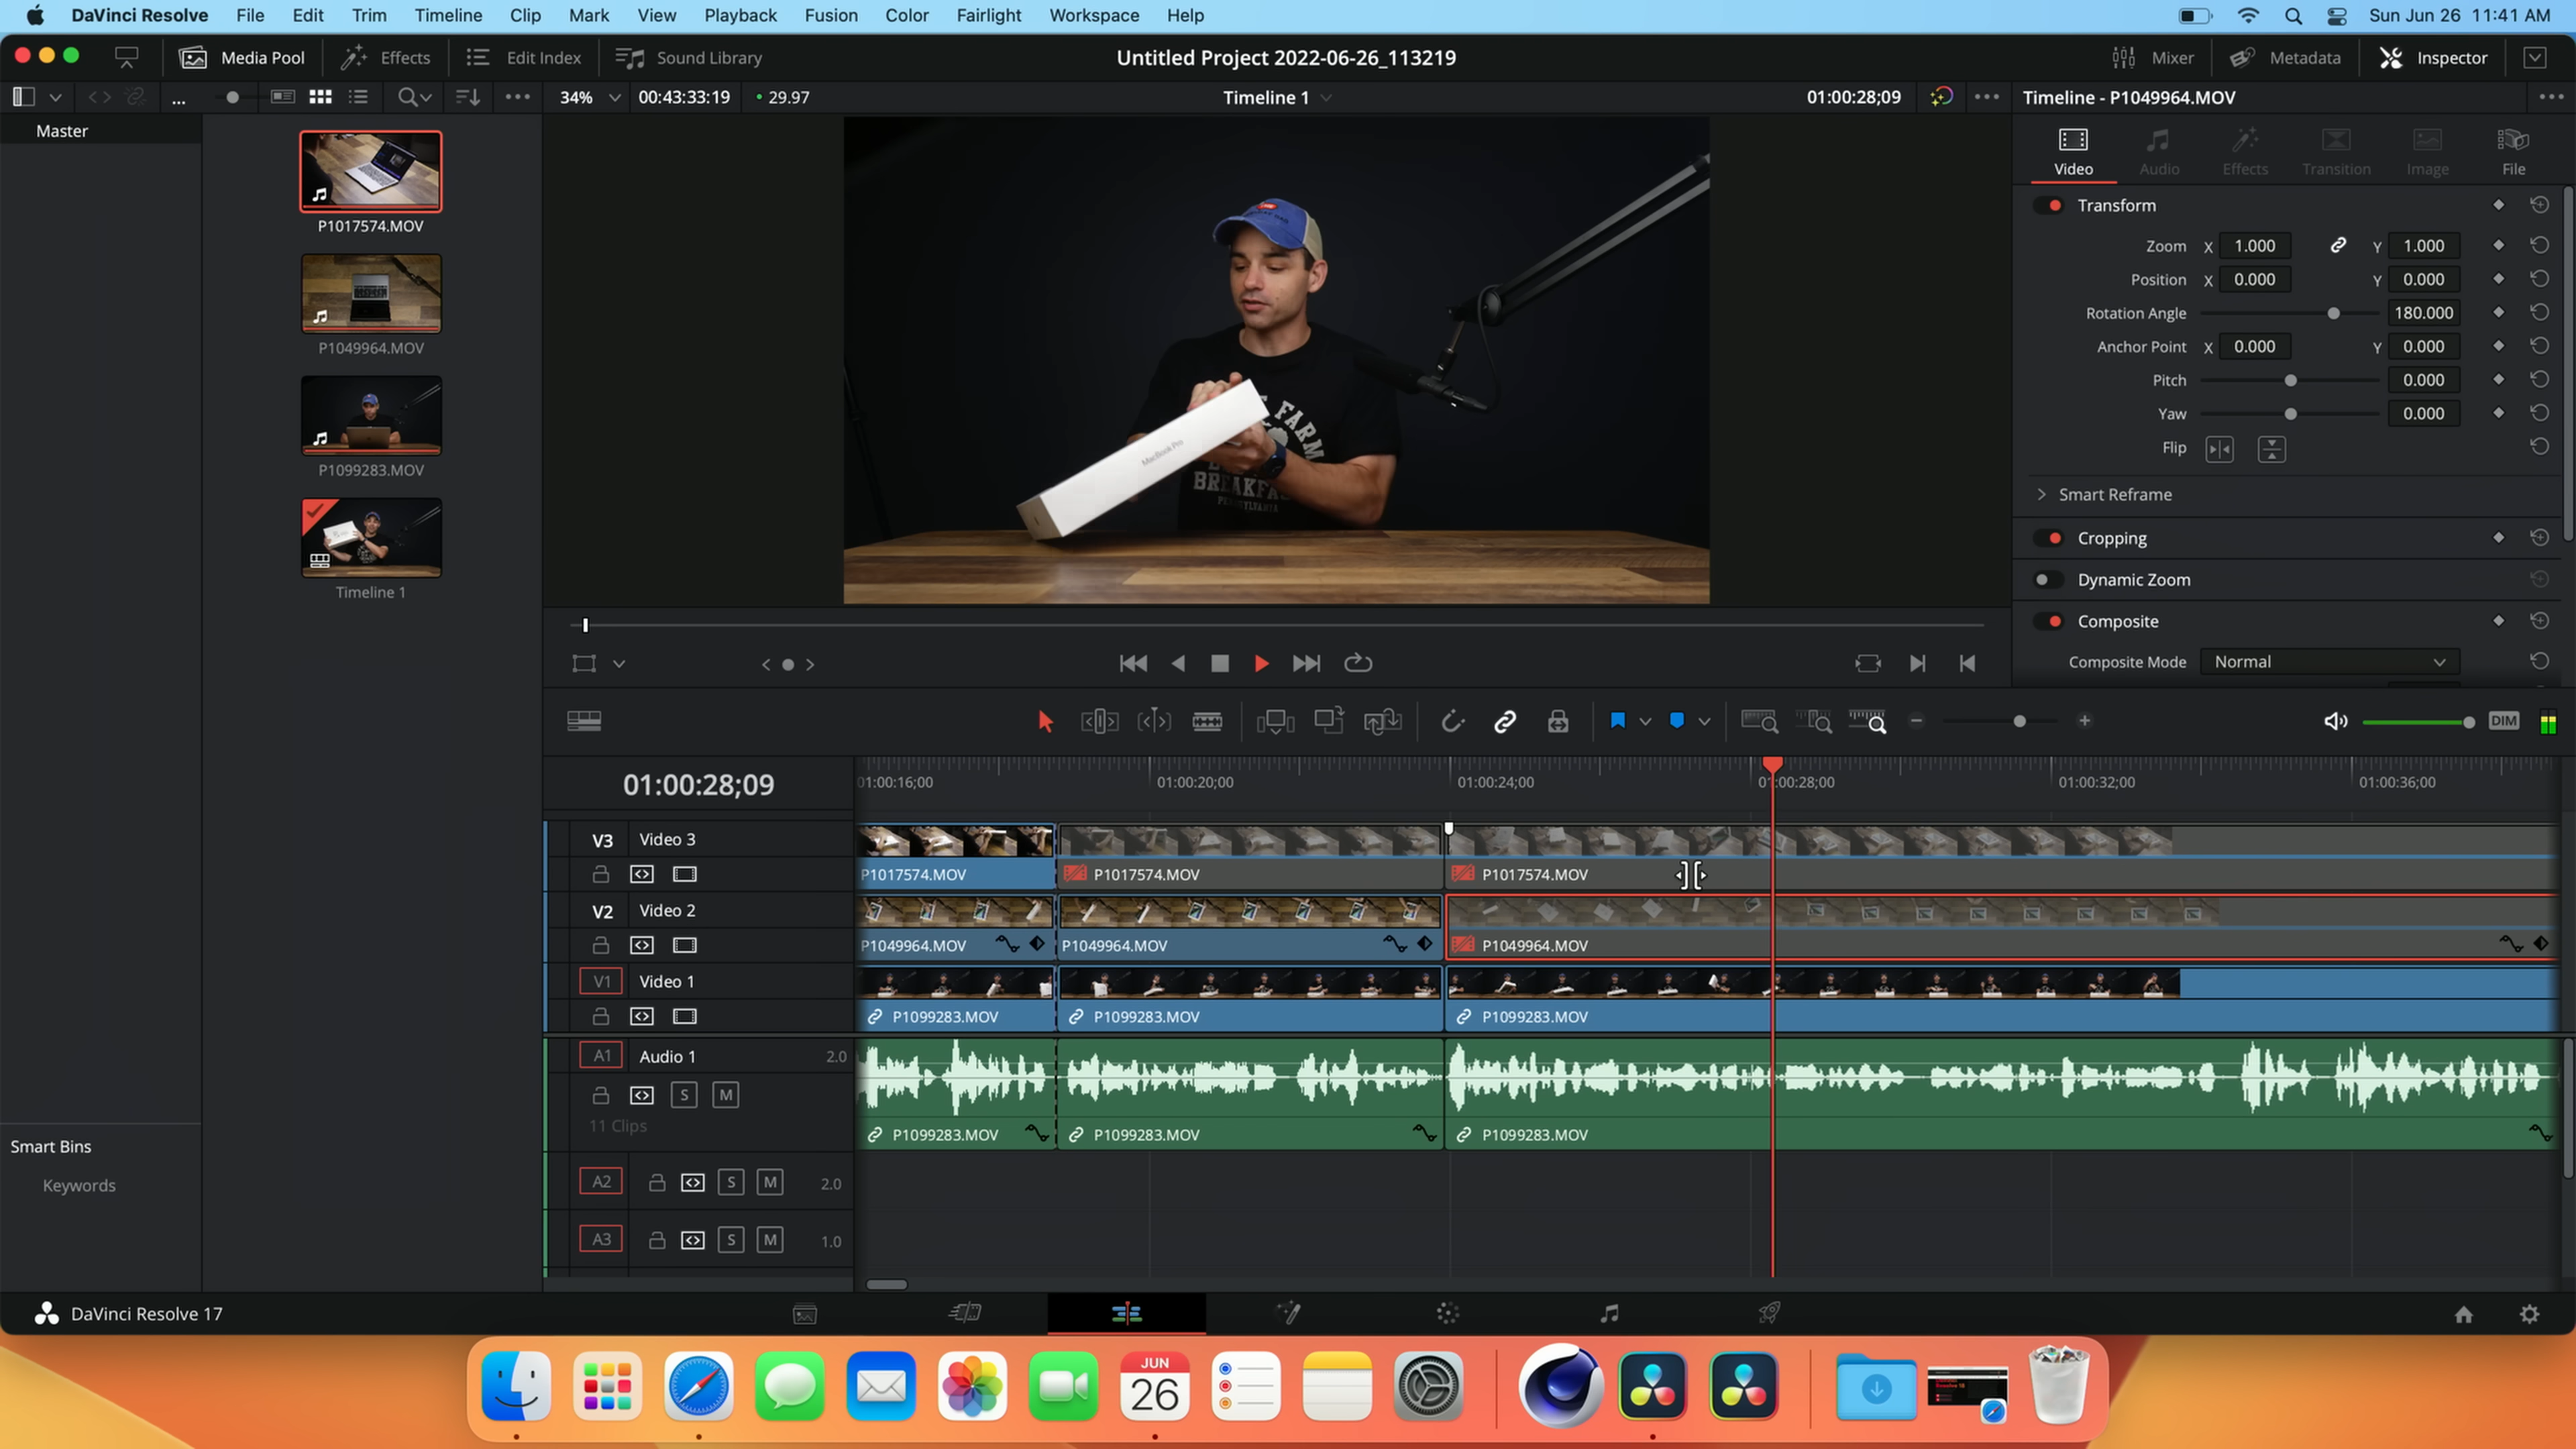 DaVinci Resolve File Edit Trim Timeline Clip Mark View Playback Fusion Color Fairlight Workspace Help Sun Jun 26 11:41 AM
Media Pool Effects Edit Index Sound Library Untitled Project 2022-06-26_113219 Mixer Metadata Inspector
... 34% 00:43:33:19 29.97 Timeline 1 01:00:28;09 Timeline - P1049964.MOV
Master
P1017574.MOV
P1049964.MOV
P1099283.MOV
Timeline 1
Smart Bins
Keywords
MacBook Pro
FARM
BREAKFA
PENNSYLVANIA
Video Audio Effects Transition Image File
Transform
Zoom X 1.000 Y 1.000
Position X 0.000 Y 0.000
Rotation Angle 180.000
Anchor Point X 0.000 Y 0.000
Pitch 0.000
Yaw 0.000
Flip
Smart Reframe
Cropping
Dynamic Zoom
Composite
Composite Mode Normal
DIM
01:00:28;09 01:00:16;00 01:00:20;00 01:00:24;00 01:00:28;00 01:00:32;00 01:00:36;00
V3 Video 3
P1017574.MOV P1017574.MOV P1017574.MOV
V2 Video 2
P1049964.MOV P1049964.MOV P1049964.MOV
V1 Video 1
P1099283.MOV P1099283.MOV P1099283.MOV
A1 Audio 1 2.0
S M
11 Clips
P1099283.MOV P1099283.MOV P1099283.MOV
A2 S M 2.0
A3 S M 1.0
DaVinci Resolve 17
JUN
26